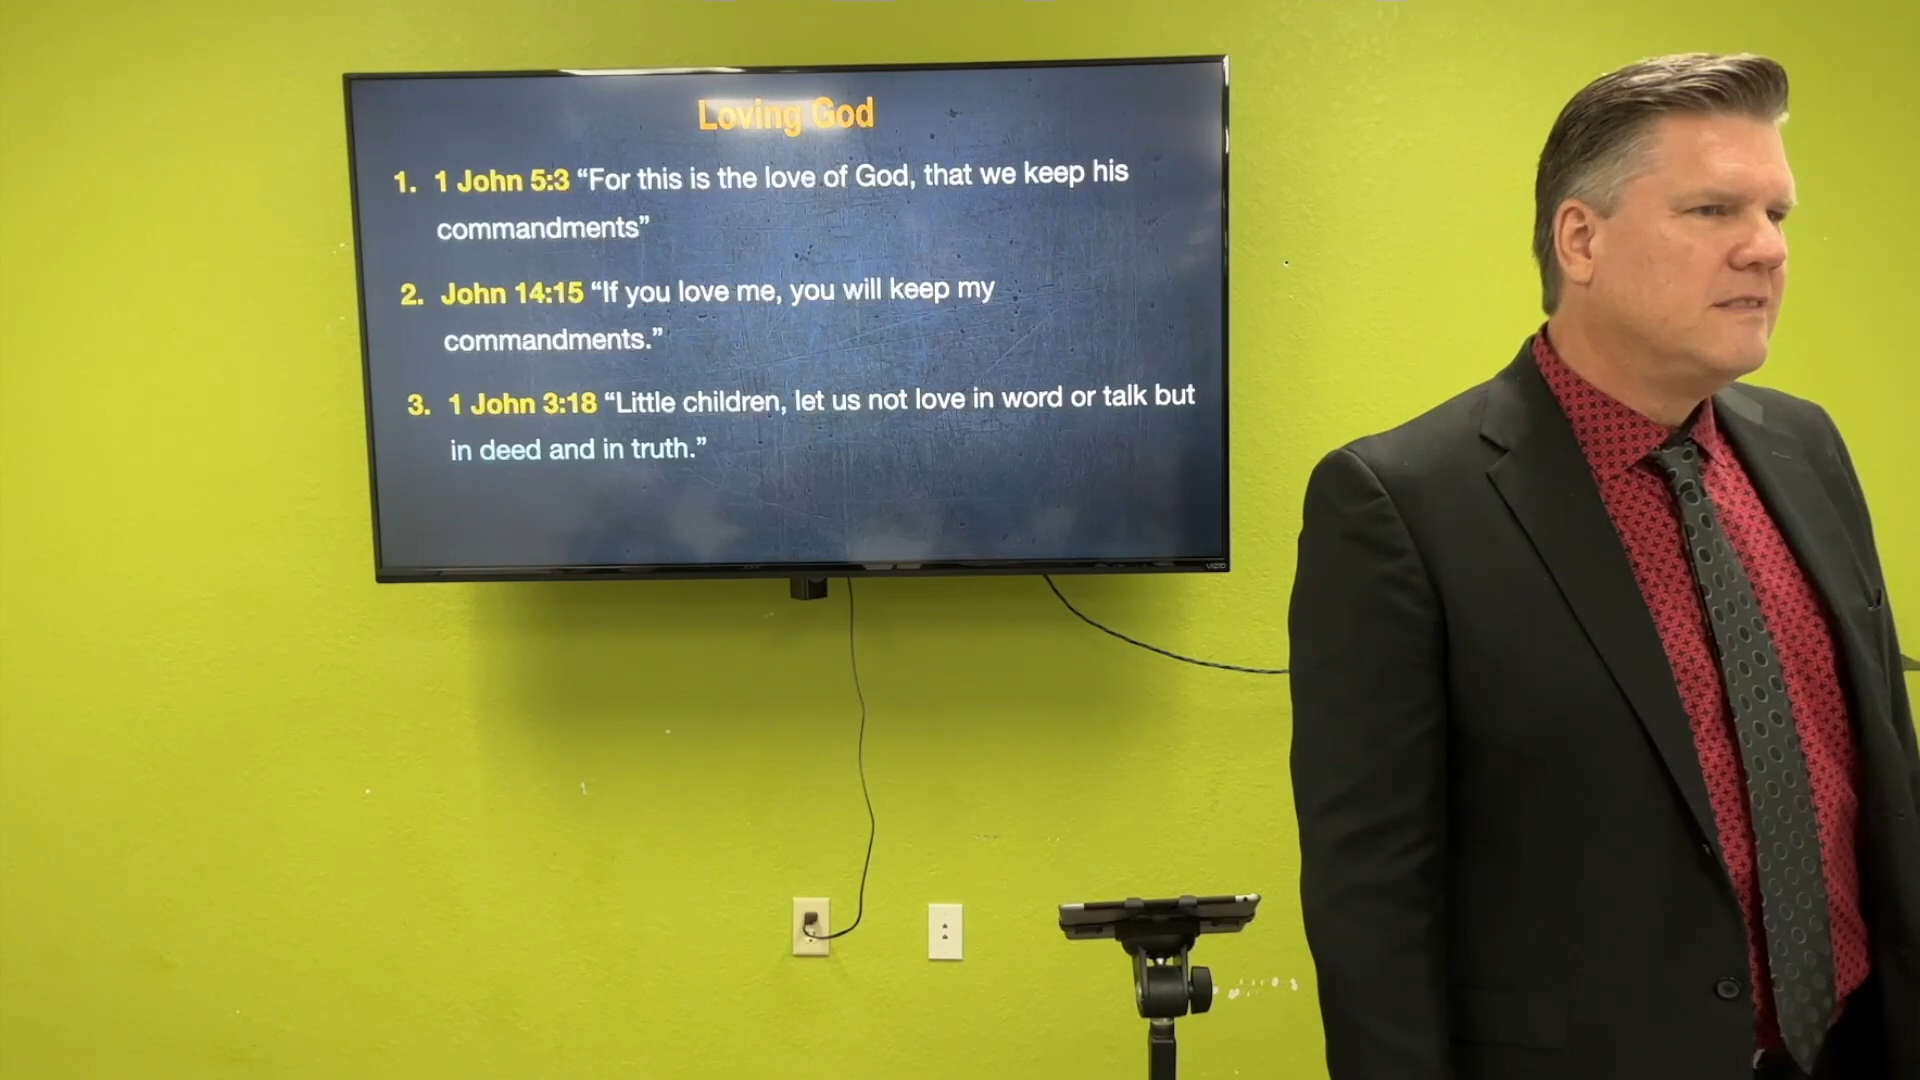 Loving God
1. 1 John 5:3 “For this is the love of God, that we keep his
commandments”
2. John 14:15 “If you love me, you will keep my
commandments.”
3. 1 John 3:18 “Little children, let us not love in word or talk but
in deed and in truth.”
VIZIO